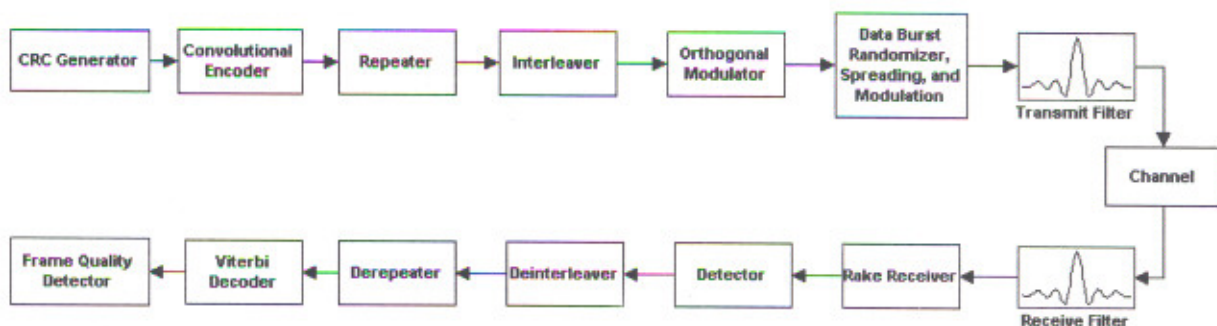 CRC Generator
Convolutional
Encoder
Repeater
Interleaver
Orthogonal
Modulator
Data Burst
Randomizer,
Spreading, and
Modulation
Transmit Filter
Channel
Frame Quality
Detector
Viterbi
Decoder
Derepeater
Deinterleaver
Detector
Rake Receiver
Receive Filter